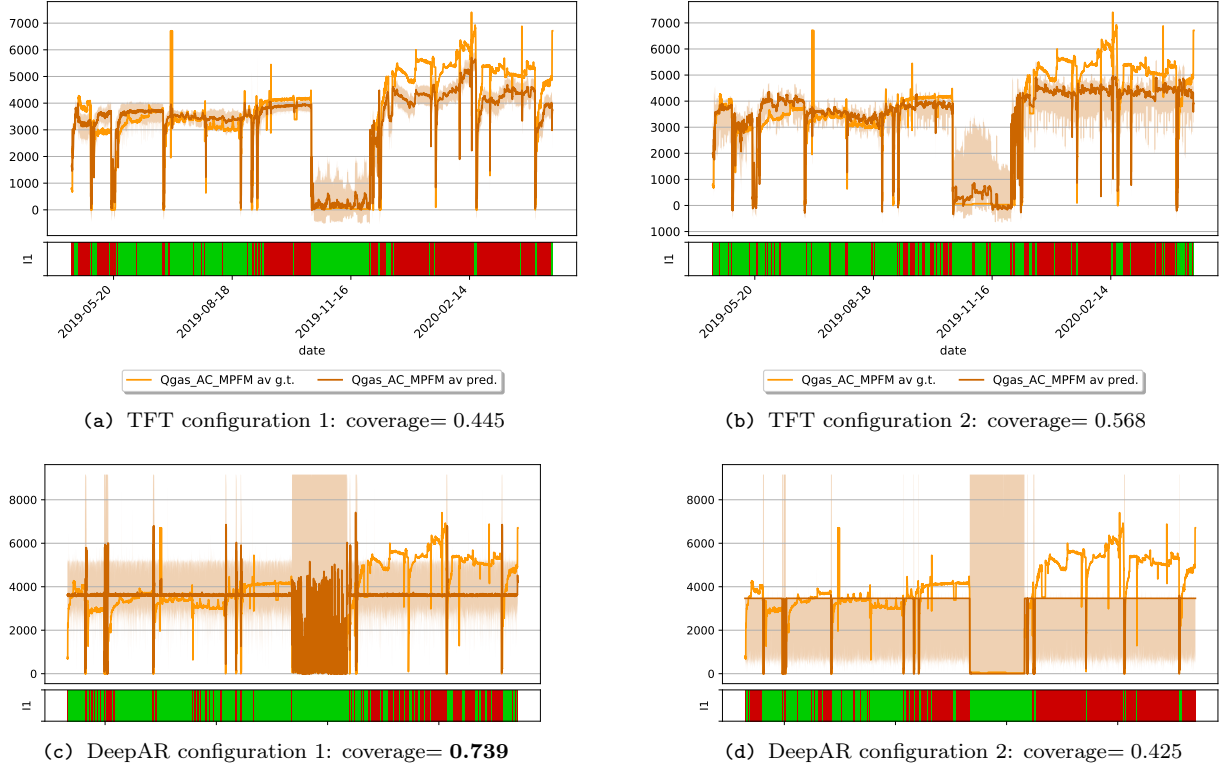 7000
6000
5000
4000
3000
2000
1000
0
I1
2019-05-20
2019-08-18
2019-11-16
2020-02-14
date
Qgas_AC_MPFM av g.t.
Qgas_AC_MPFM av pred.
(a) TFT configuration 1: coverage= 0.445
7000
6000
5000
4000
3000
2000
1000
0
1000
I1
2019-05-20
2019-08-18
2019-11-16
2020-02-14
date
Qgas_AC_MPFM av g.t.
Qgas_AC_MPFM av pred.
(b) TFT configuration 2: coverage= 0.568
8000
6000
4000
2000
0
I1
(c) DeepAR configuration 1: coverage= 0.739
8000
6000
4000
2000
0
I1
(d) DeepAR configuration 2: coverage= 0.425